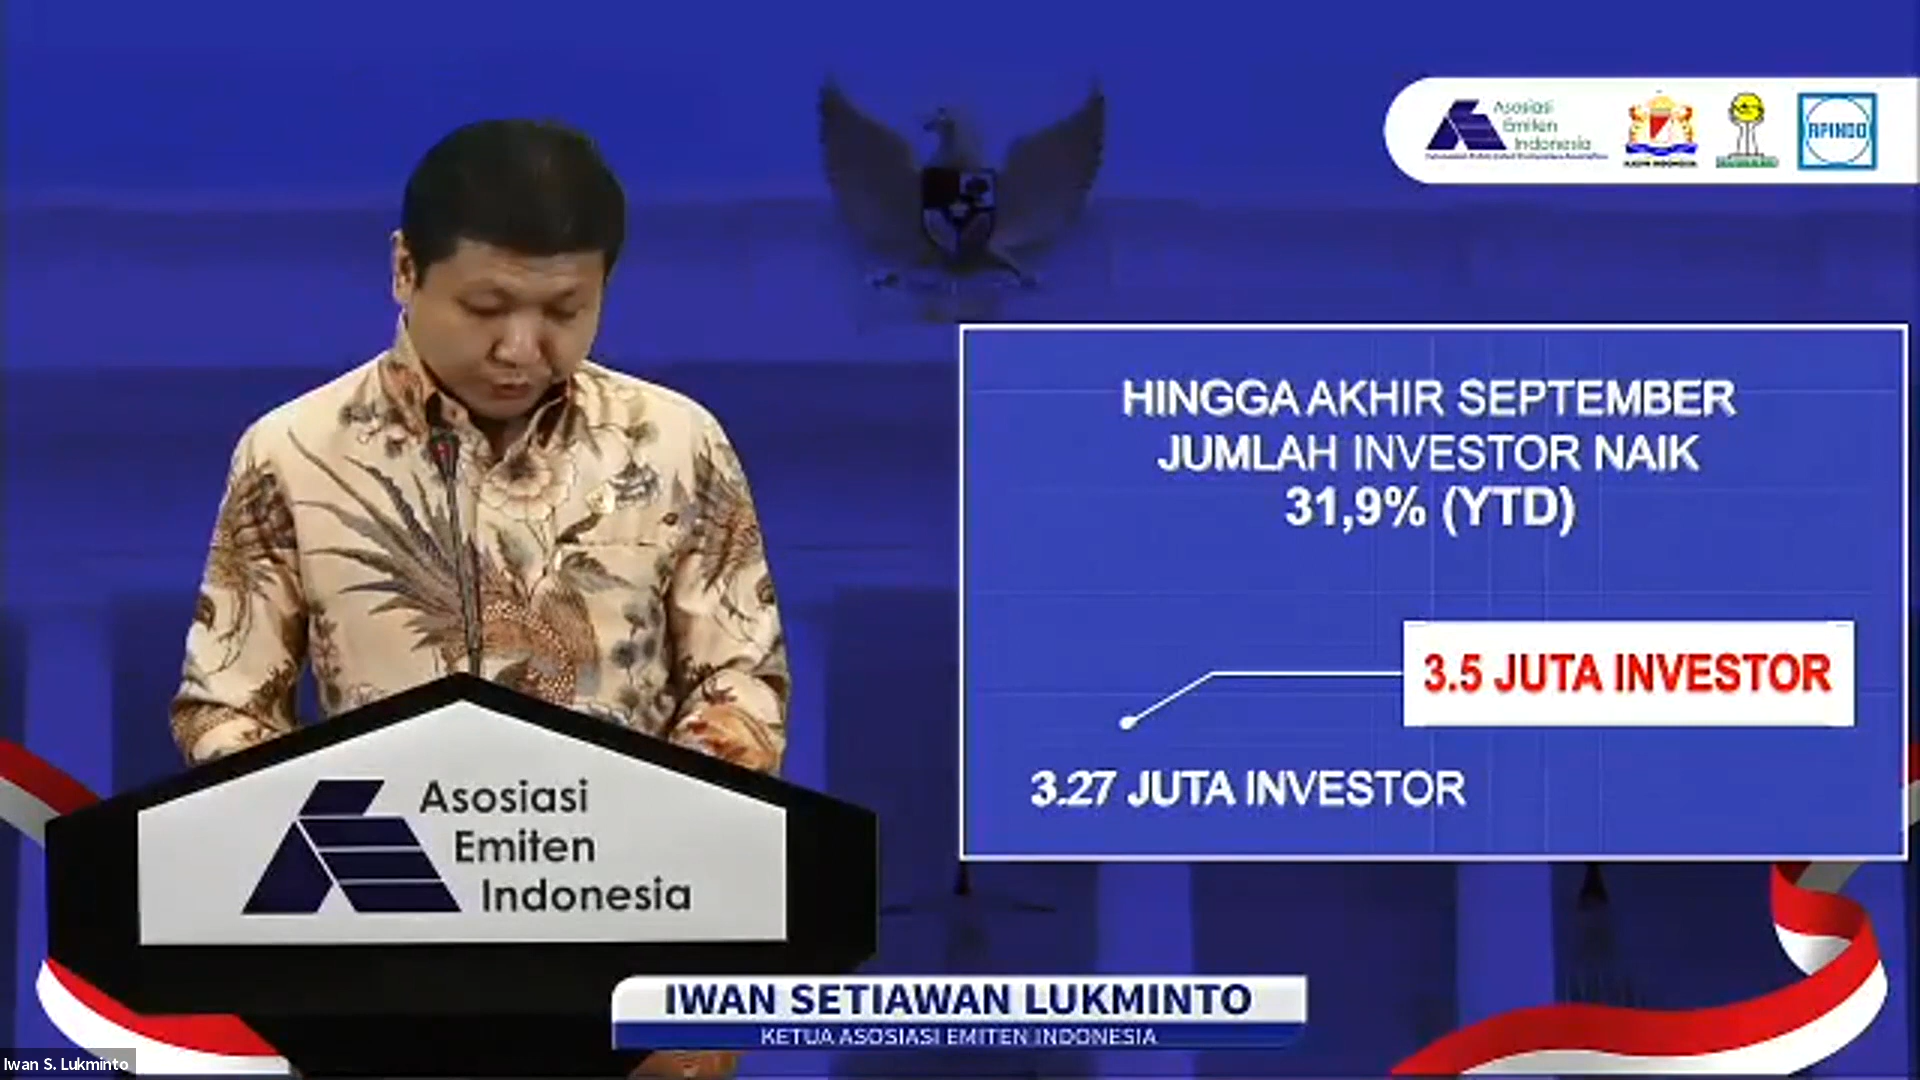 Asosiasi
Emiten
Indonesia
APINDO
HINGGA AKHIR SEPTEMBER
JUMLAH INVESTOR NAIK
31,9% (YTD)
3.5 JUTA INVESTOR
3.27 JUTA INVESTOR
Asosiasi
Emiten
Indonesia
IWAN SETIAWAN LUKMINTO
KETUA ASOSIASI EMITEN INDONESIA
Iwan S. Lukminto